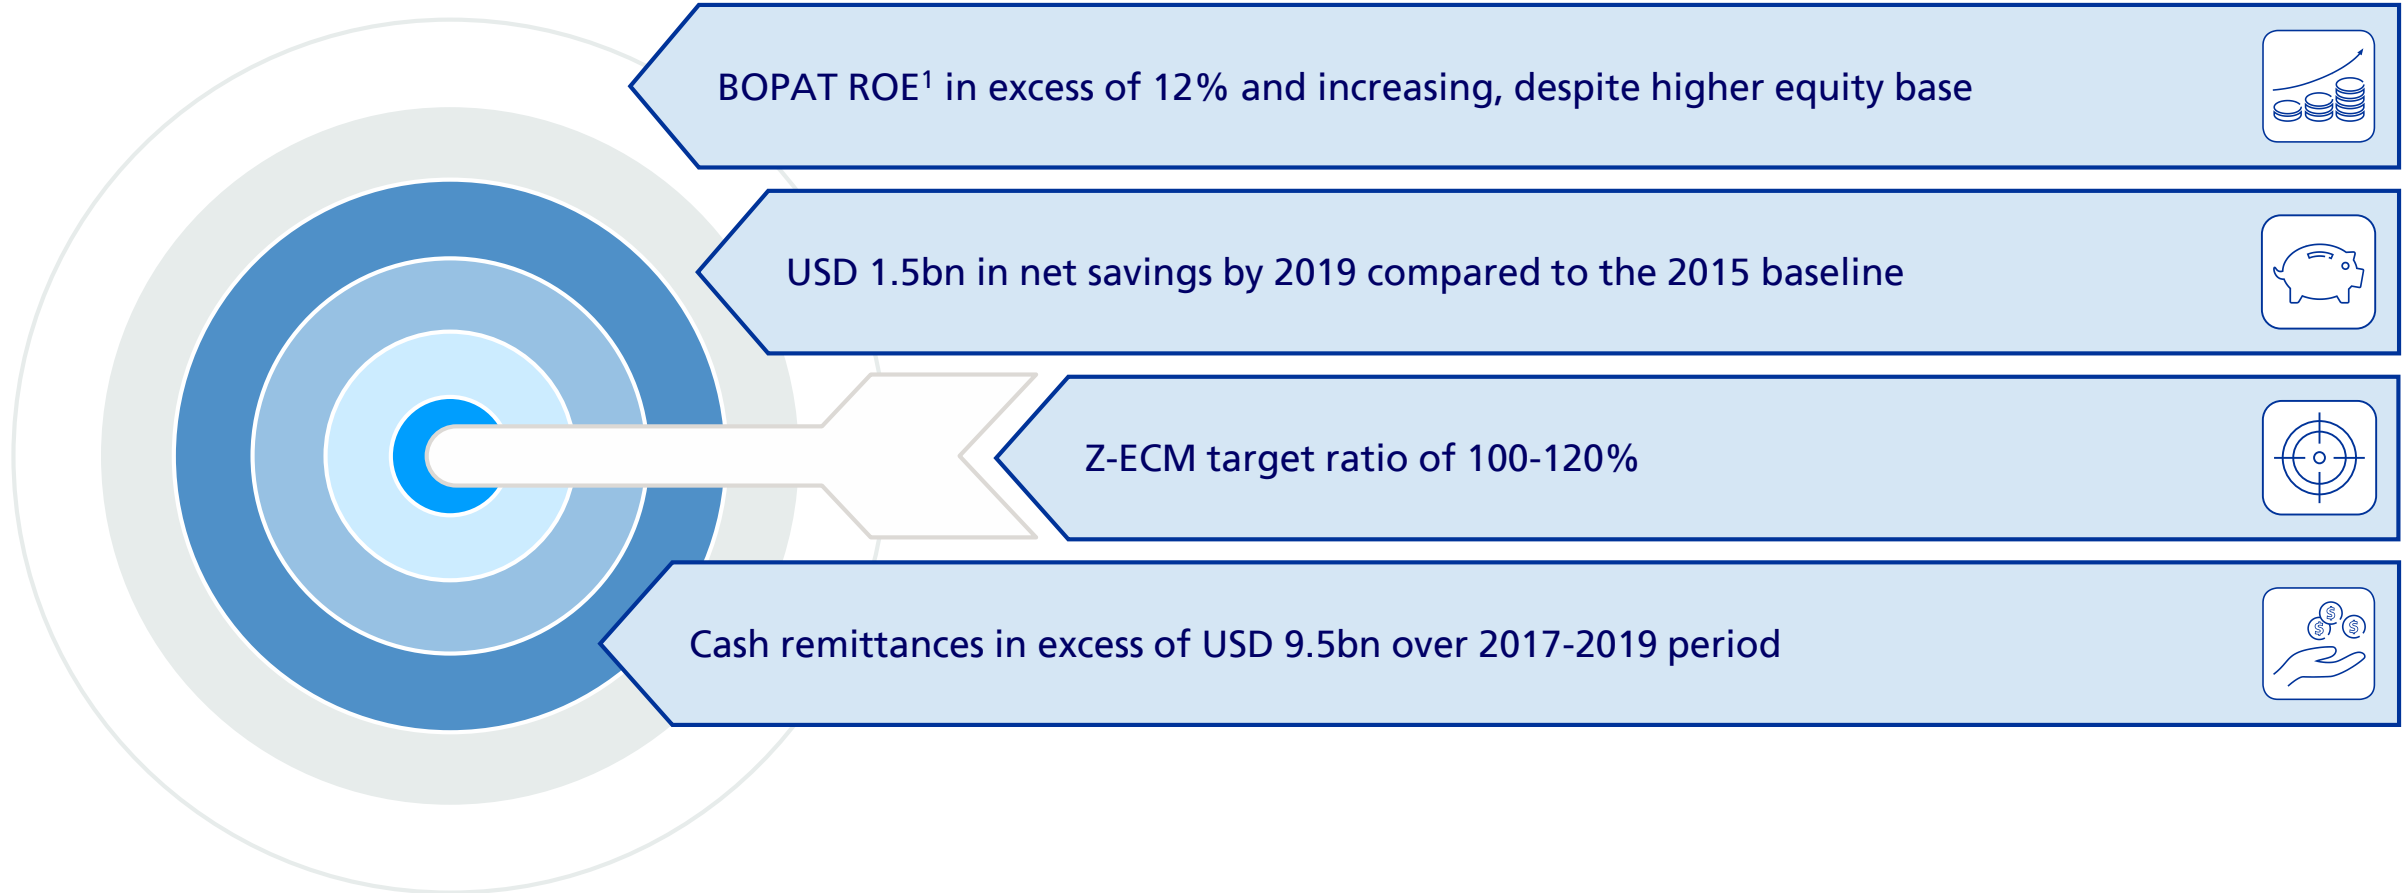 BOPAT ROE¹ in excess of 12% and increasing, despite higher equity base
USD 1.5bn in net savings by 2019 compared to the 2015 baseline
Z-ECM target ratio of 100-120%
Cash remittances in excess of USD 9.5bn over 2017-2019 period
$ $ $